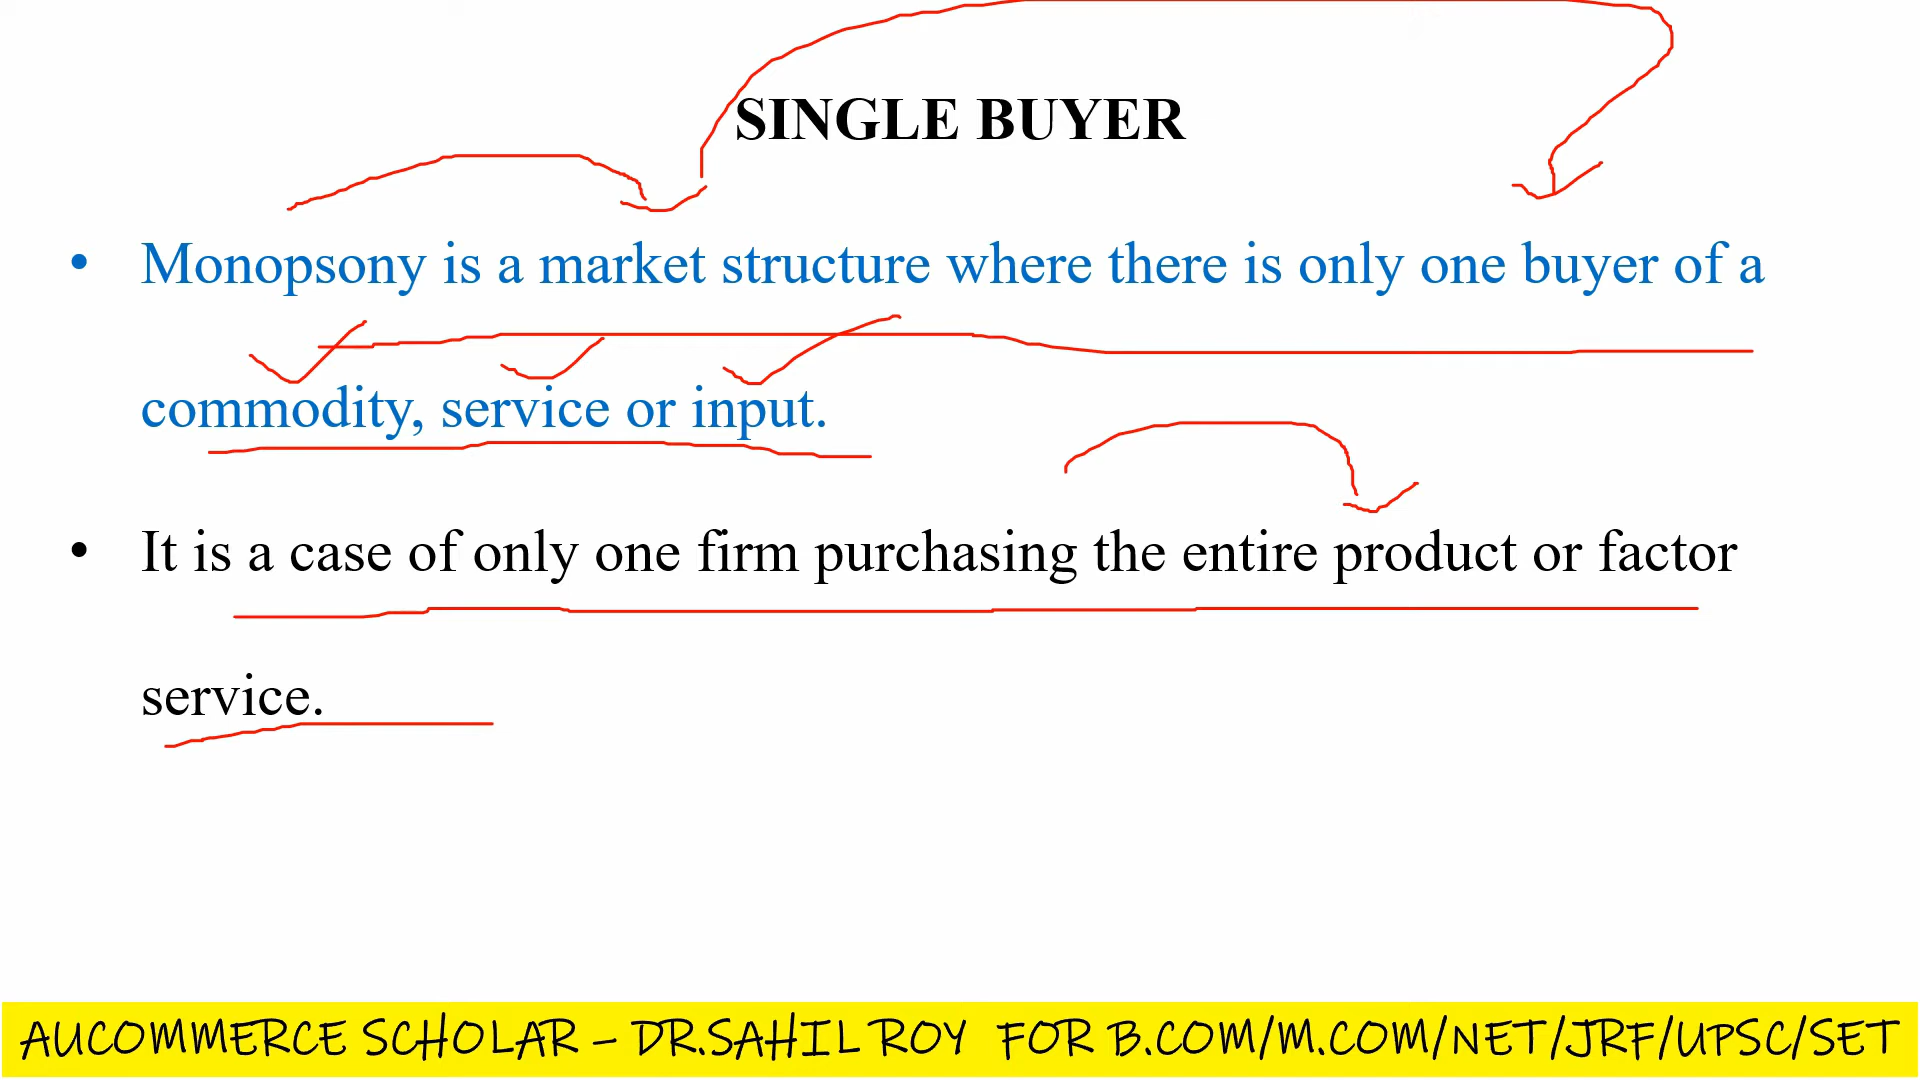 SINGLE BUYER
• Monopsony is a market structure where there is only one buyer of a
commodity, service or input.
• It is a case of only one firm purchasing the entire product or factor
service.
AUCOMMERCE SCHOLAR – DR.SAHIL ROY FOR B.COM/M.COM/NET/JRF/UPSC/SET